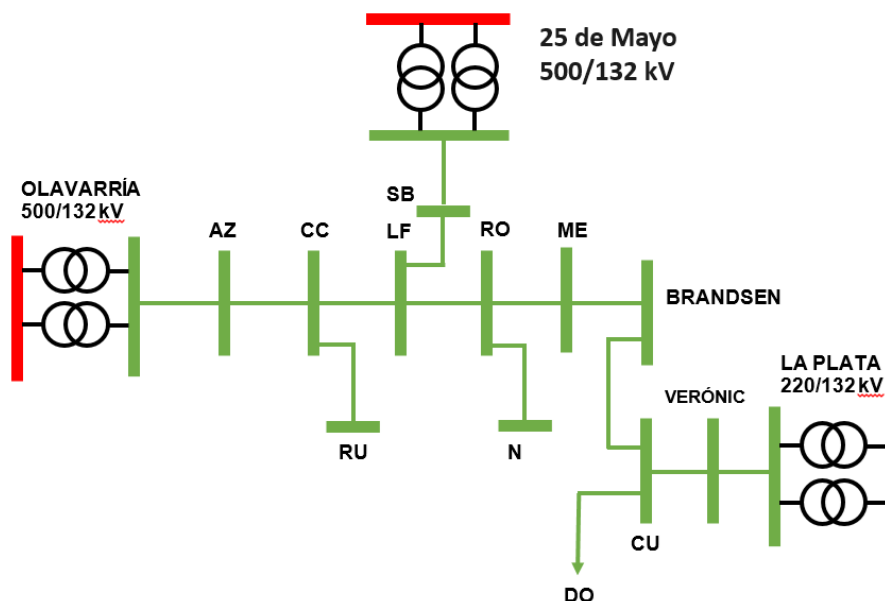 25 de Mayo
500/132 kV
OLAVARRÍA
500/132 kV
SB
AZ
CC
LF
RO
ME
BRANDSEN
LA PLATA
220/132 kV
VERÓNIC
RU
N
CU
DO